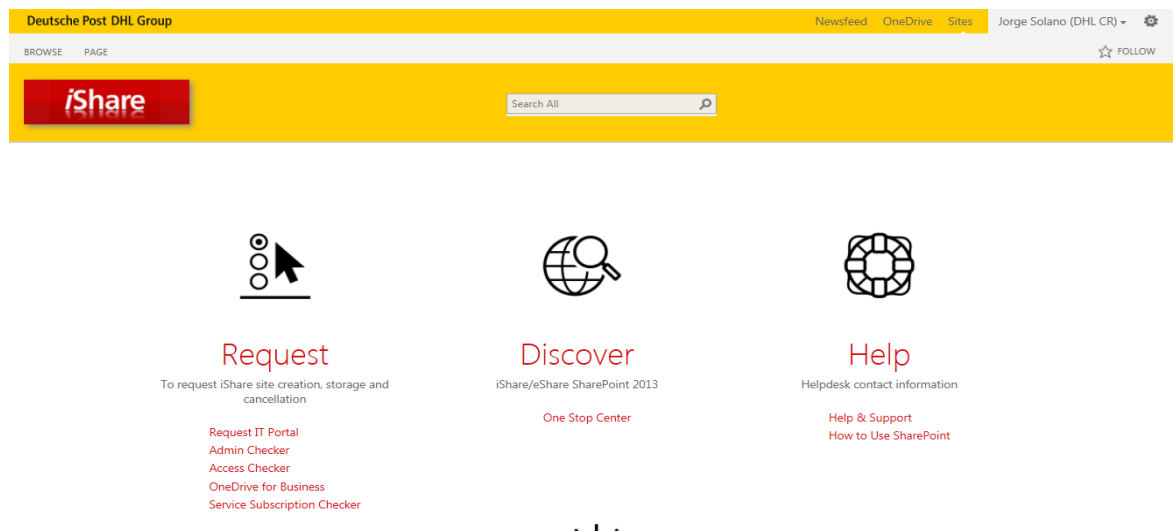 Deutsche Post DHL Group
Newsfeed OneDrive Sites Jorge Solano (DHL CR)
BROWSE PAGE
FOLLOW
iShare
Search All
Request
To request iShare site creation, storage and
cancellation
Request IT Portal
Admin Checker
Access Checker
OneDrive for Business
Service Subscription Checker
Discover
iShare/eShare SharePoint 2013
One Stop Center
Help
Helpdesk contact information
Help & Support
How to Use SharePoint